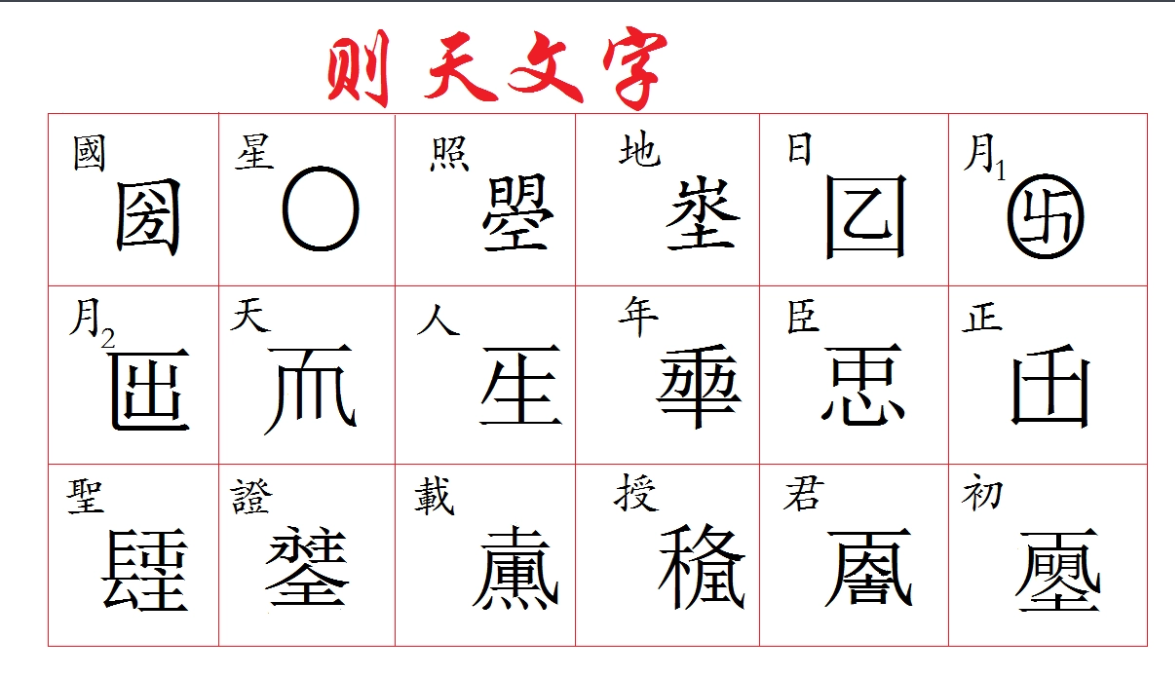 则天文字
國 圀 星 〇 照 曌 地 埊 日 𡆠 月1
月2 𠥱 天 𠀑 人 𤯔 年 𠡦 臣 𢘑 正 𠙺
聖 證 載 授 君 初